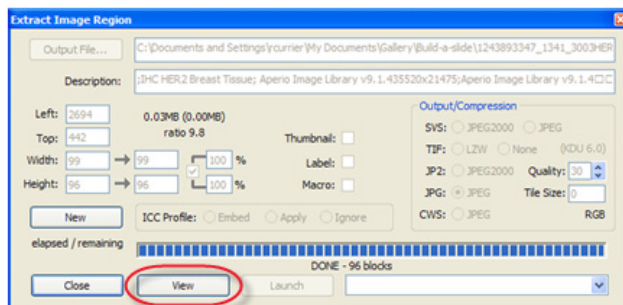 Extract Image Region
Output File... C:\Documents and Settings\rcurrier\My Documents\Gallery\Build-a-slide\1243893347_1341_3003HER
Description: ;IHC HER2 Breast Tissue; Aperio Image Library v9.1.435520x21475;Aperio Image Library v9.1.4
Left: 2694 0.03MB (0.00MB)
Top: 442 ratio 9.8
Width: 99 99 100 %
Height: 96 96 100 %
Thumbnail:
Label:
Macro:
Output/Compression
SVS: JPEG2000 JPEG
TIF: LZW None (KDU 6.0)
JP2: JPEG2000 Quality: 30
JPG: JPEG Tile Size: 0
CWS: JPEG RGB
New ICC Profile: Embed Apply Ignore
elapsed / remaining
DONE - 96 blocks
Close View Launch